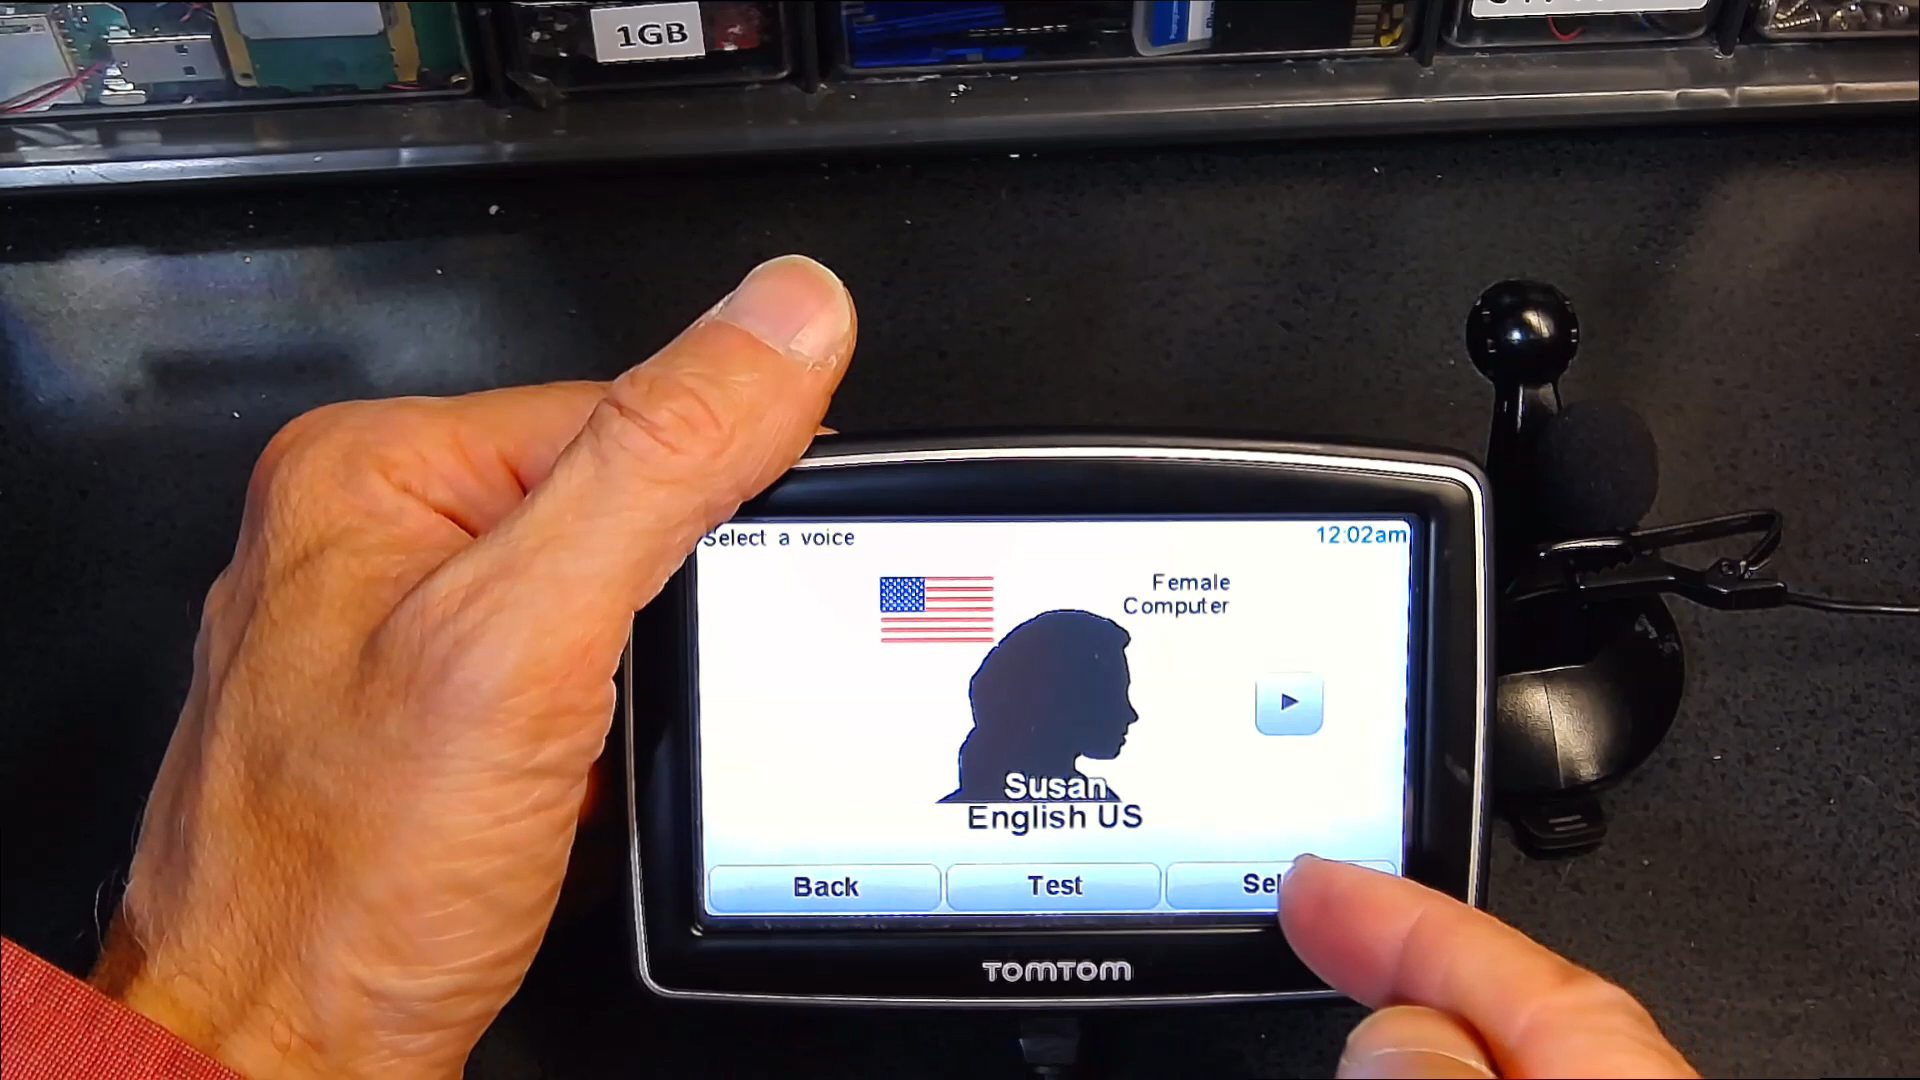 1GB
Select a voice
12:02am
Female
Computer
Susan
English US
Back
Test
Sel
TOMTOM